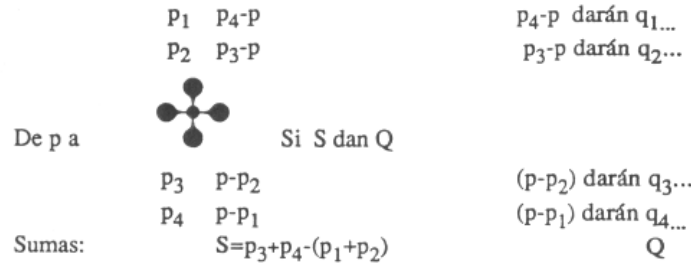 p1 p4-p p4-p darán q1...
p2 p3-p p3-p darán q2...
De p a Si S dan Q
p3 p-p2 (p-p2) darán q3...
p4 p-p1 (p-p1) darán q4...
Sumas: S=p3+p4-(p1+p2) Q